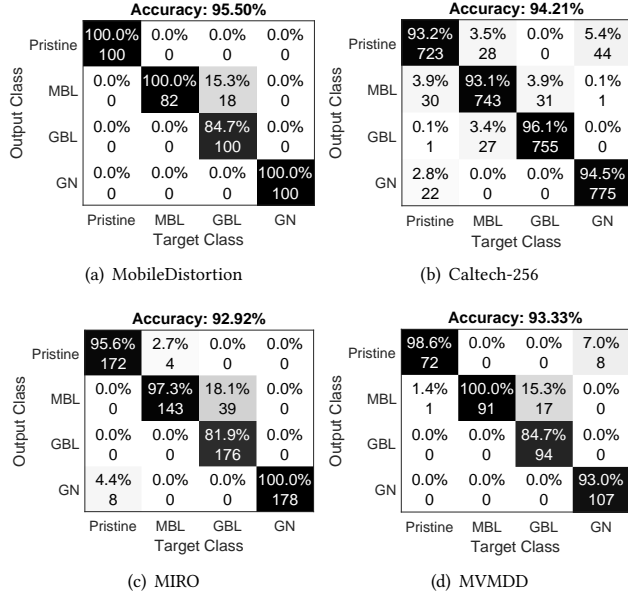 Accuracy: 95.50%
Output Class
Pristine 100.0% 0.0% 0.0% 0.0%
100 0 0 0
MBL 0.0% 100.0% 15.3% 0.0%
0 82 18 0
GBL 0.0% 0.0% 84.7% 0.0%
0 0 100 0
GN 0.0% 0.0% 0.0% 100.0%
0 0 0 100
Pristine MBL GBL GN
Target Class
(a) MobileDistortion
Accuracy: 94.21%
Output Class
Pristine 93.2% 3.5% 0.0% 5.4%
723 28 0 44
MBL 3.9% 93.1% 3.9% 0.1%
30 743 31 1
GBL 0.1% 3.4% 96.1% 0.0%
1 27 755 0
GN 2.8% 0.0% 0.0% 94.5%
22 0 0 775
Pristine MBL GBL GN
Target Class
(b) Caltech-256
Accuracy: 92.92%
Output Class
Pristine 95.6% 2.7% 0.0% 0.0%
172 4 0 0
MBL 0.0% 97.3% 18.1% 0.0%
0 143 39 0
GBL 0.0% 0.0% 81.9% 0.0%
0 0 176 0
GN 4.4% 0.0% 0.0% 100.0%
8 0 0 178
Pristine MBL GBL GN
Target Class
(c) MIRO
Accuracy: 93.33%
Output Class
Pristine 98.6% 0.0% 0.0% 7.0%
72 0 0 8
MBL 1.4% 100.0% 15.3% 0.0%
1 91 17 0
GBL 0.0% 0.0% 84.7% 0.0%
0 0 94 0
GN 0.0% 0.0% 0.0% 93.0%
0 0 0 107
Pristine MBL GBL GN
Target Class
(d) MVMDD